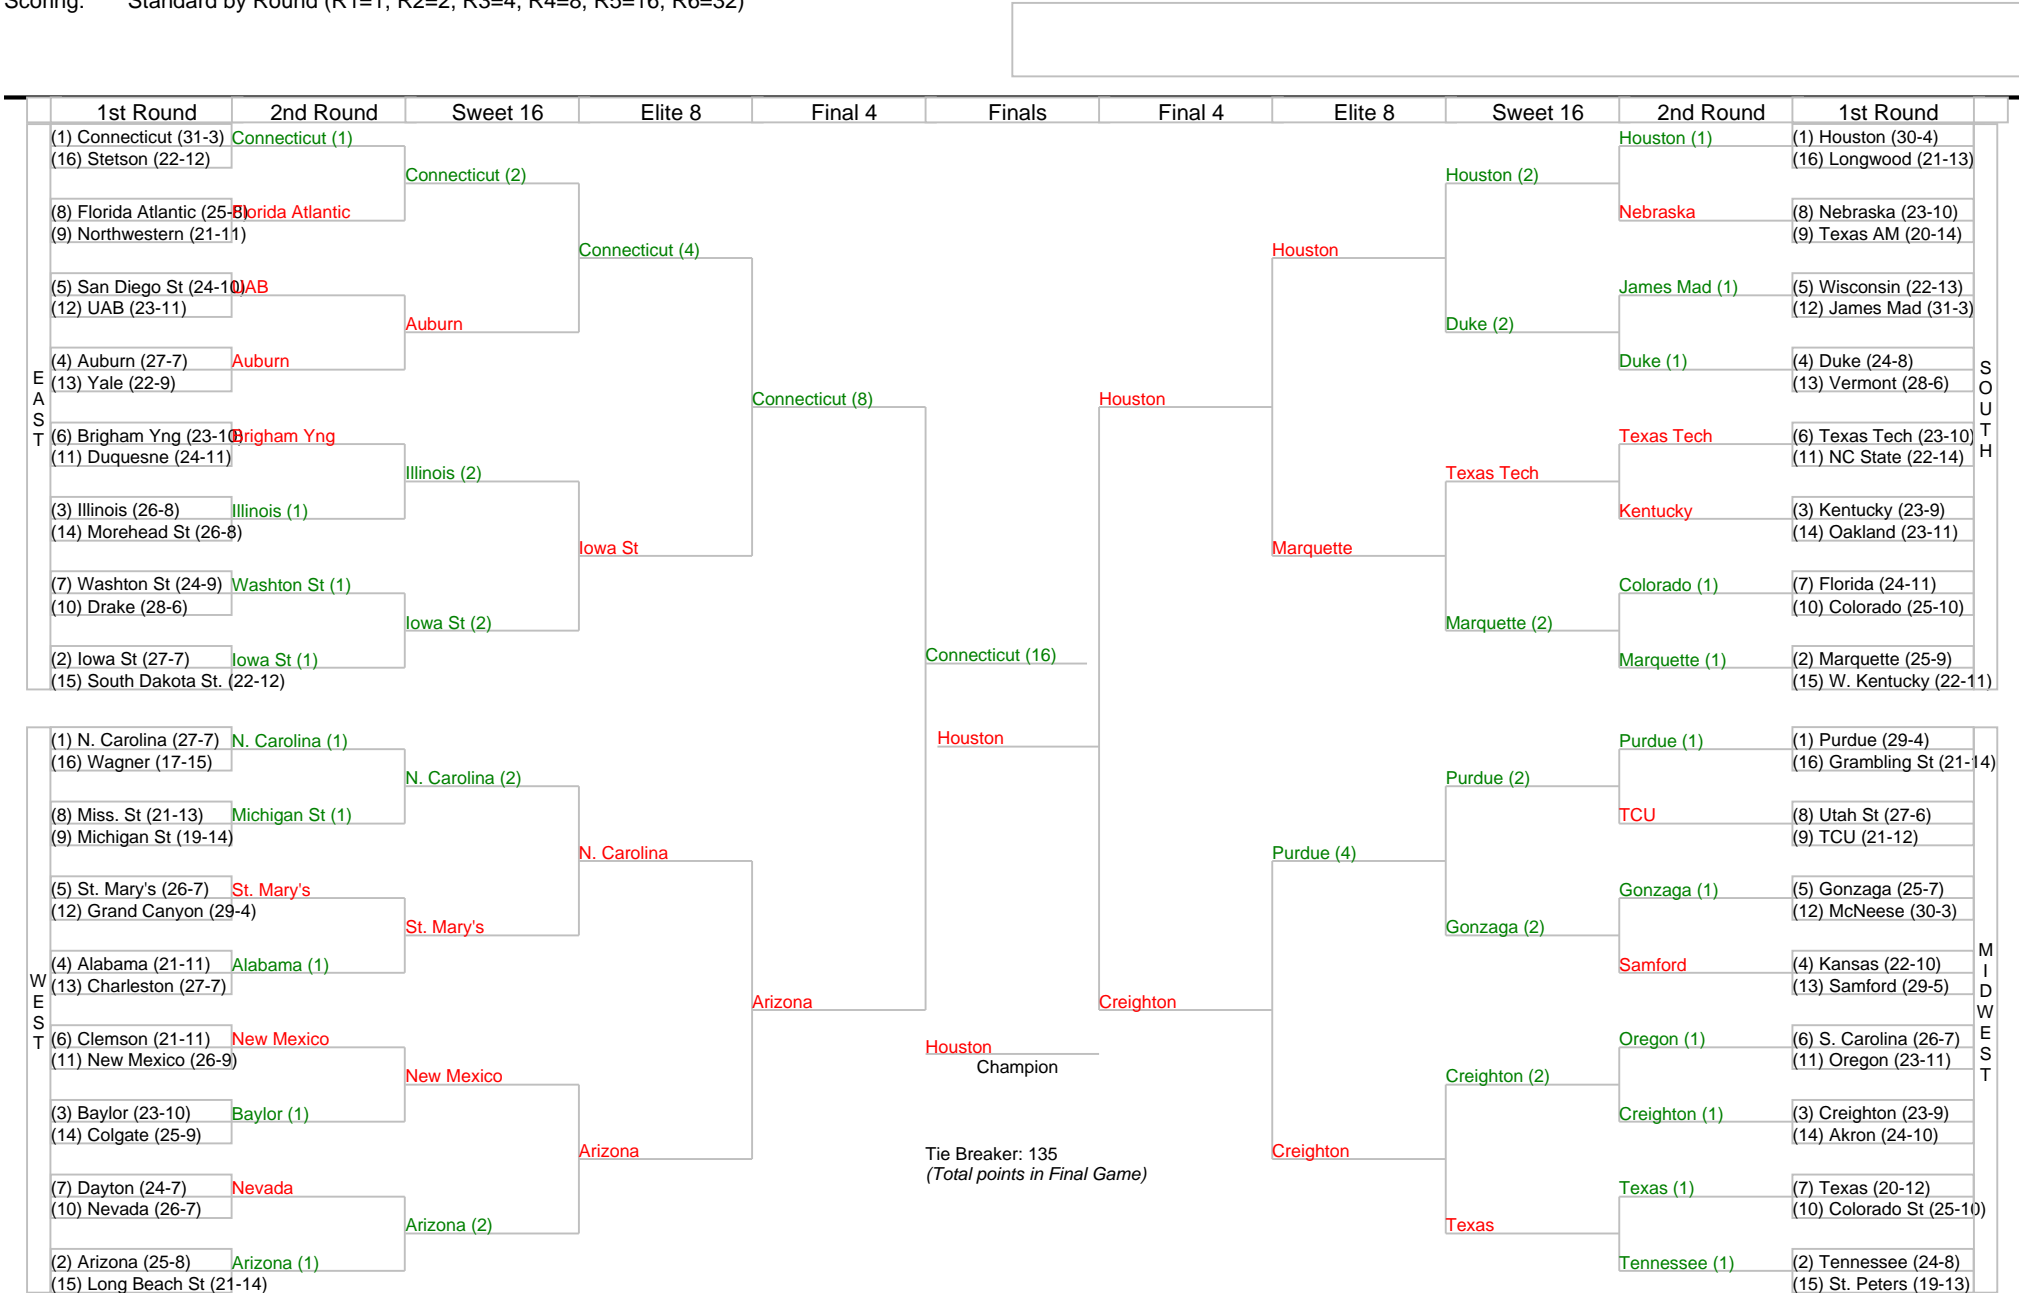 Scoring: Standard by Round (R1=1, R2=2, R3=4, R4=8, R5=16, R6=32)
1st Round 2nd Round Sweet 16 Elite 8 Final 4 Finals Final 4 Elite 8 Sweet 16 2nd Round 1st Round
EAST
(1) Connecticut (31-3) Connecticut (1)
(16) Stetson (22-12)
Connecticut (2)
(8) Florida Atlantic (25-8) Florida Atlantic
(9) Northwestern (21-11)
Connecticut (4)
(5) San Diego St (24-10) UAB
(12) UAB (23-11)
Auburn
(4) Auburn (27-7) Auburn
(13) Yale (22-9)
Connecticut (8)
(6) Brigham Yng (23-10) Brigham Yng
(11) Duquesne (24-11)
Illinois (2)
(3) Illinois (26-8) Illinois (1)
(14) Morehead St (26-8)
Iowa St
(7) Washton St (24-9) Washton St (1)
(10) Drake (28-6)
Iowa St (2)
(2) Iowa St (27-7) Iowa St (1)
(15) South Dakota St. (22-12)
WEST
(1) N. Carolina (27-7) N. Carolina (1)
(16) Wagner (17-15)
N. Carolina (2)
(8) Miss. St (21-13) Michigan St (1)
(9) Michigan St (19-14)
N. Carolina
(5) St. Mary's (26-7) St. Mary's
(12) Grand Canyon (29-4)
St. Mary's
(4) Alabama (21-11) Alabama (1)
(13) Charleston (27-7)
Arizona
(6) Clemson (21-11) New Mexico
(11) New Mexico (26-9)
New Mexico
(3) Baylor (23-10) Baylor (1)
(14) Colgate (25-9)
Arizona
(7) Dayton (24-7) Nevada
(10) Nevada (26-7)
Arizona (2)
(2) Arizona (25-8) Arizona (1)
(15) Long Beach St (21-14)
Connecticut (16)
Houston
Houston
Champion
Tie Breaker: 135
(Total points in Final Game)
SOUTH
Houston (1) (1) Houston (30-4)
(16) Longwood (21-13)
Houston (2)
Nebraska (8) Nebraska (23-10)
(9) Texas AM (20-14)
Houston
James Mad (1) (5) Wisconsin (22-13)
(12) James Mad (31-3)
Duke (2)
Duke (1) (4) Duke (24-8)
(13) Vermont (28-6)
Houston
Texas Tech (6) Texas Tech (23-10)
(11) NC State (22-14)
Texas Tech
Kentucky (3) Kentucky (23-9)
(14) Oakland (23-11)
Marquette
Colorado (1) (7) Florida (24-11)
(10) Colorado (25-10)
Marquette (2)
Marquette (1) (2) Marquette (25-9)
(15) W. Kentucky (22-11)
MIDWEST
Purdue (1) (1) Purdue (29-4)
(16) Grambling St (21-14)
Purdue (2)
TCU (8) Utah St (27-6)
(9) TCU (21-12)
Purdue (4)
Gonzaga (1) (5) Gonzaga (25-7)
(12) McNeese (30-3)
Gonzaga (2)
Samford (4) Kansas (22-10)
(13) Samford (29-5)
Creighton
Oregon (1) (6) S. Carolina (26-7)
(11) Oregon (23-11)
Creighton (2)
Creighton (1) (3) Creighton (23-9)
(14) Akron (24-10)
Creighton
Texas (1) (7) Texas (20-12)
(10) Colorado St (25-10)
Texas
Tennessee (1) (2) Tennessee (24-8)
(15) St. Peters (19-13)